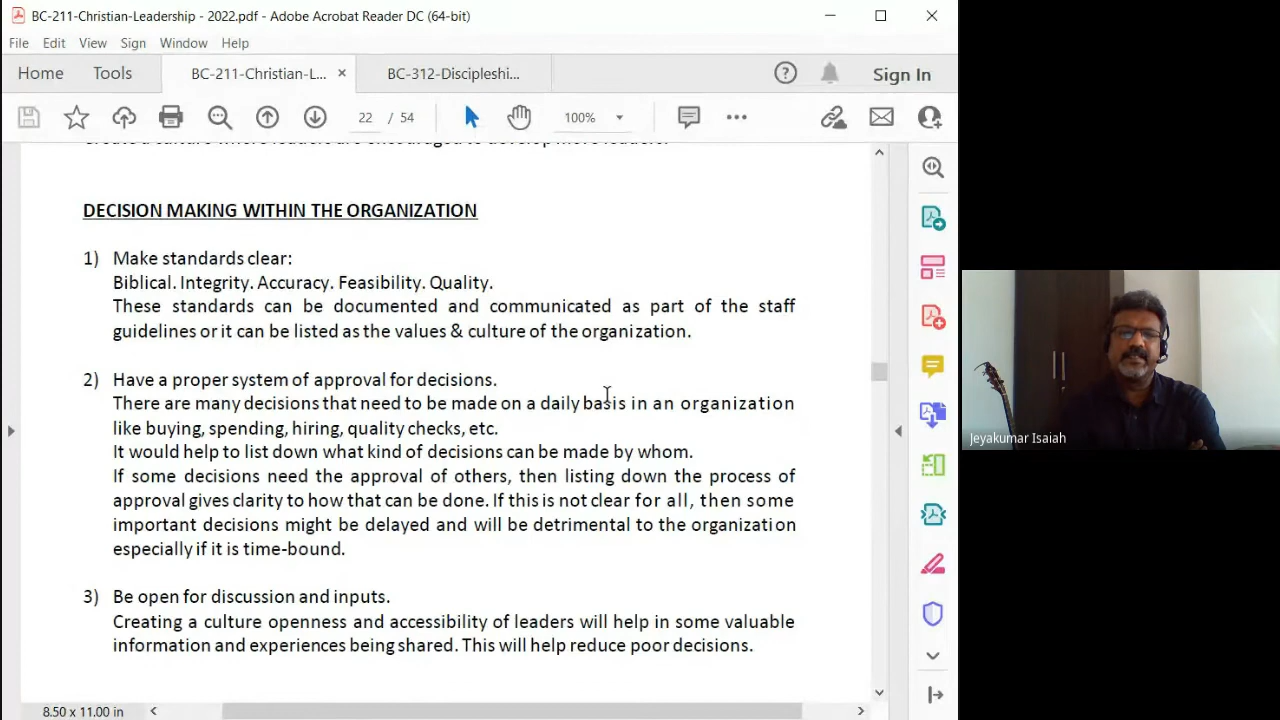 BC-211-Christian-Leadership - 2022.pdf - Adobe Acrobat Reader DC (64-bit)
File Edit View Sign Window Help
Home Tools BC-211-Christian-L... × BC-312-Discipleshi... Sign In
22 / 54 100%
Create a culture where leaders are encouraged to develop more leaders.
DECISION MAKING WITHIN THE ORGANIZATION
1) Make standards clear:
Biblical. Integrity. Accuracy. Feasibility. Quality.
These standards can be documented and communicated as part of the staff
guidelines or it can be listed as the values & culture of the organization.
2) Have a proper system of approval for decisions.
There are many decisions that need to be made on a daily basis in an organization
like buying, spending, hiring, quality checks, etc.
It would help to list down what kind of decisions can be made by whom.
If some decisions need the approval of others, then listing down the process of
approval gives clarity to how that can be done. If this is not clear for all, then some
important decisions might be delayed and will be detrimental to the organization
especially if it is time-bound.
3) Be open for discussion and inputs.
Creating a culture openness and accessibility of leaders will help in some valuable
information and experiences being shared. This will help reduce poor decisions.
8.50 x 11.00 in
Jeyakumar Isaiah